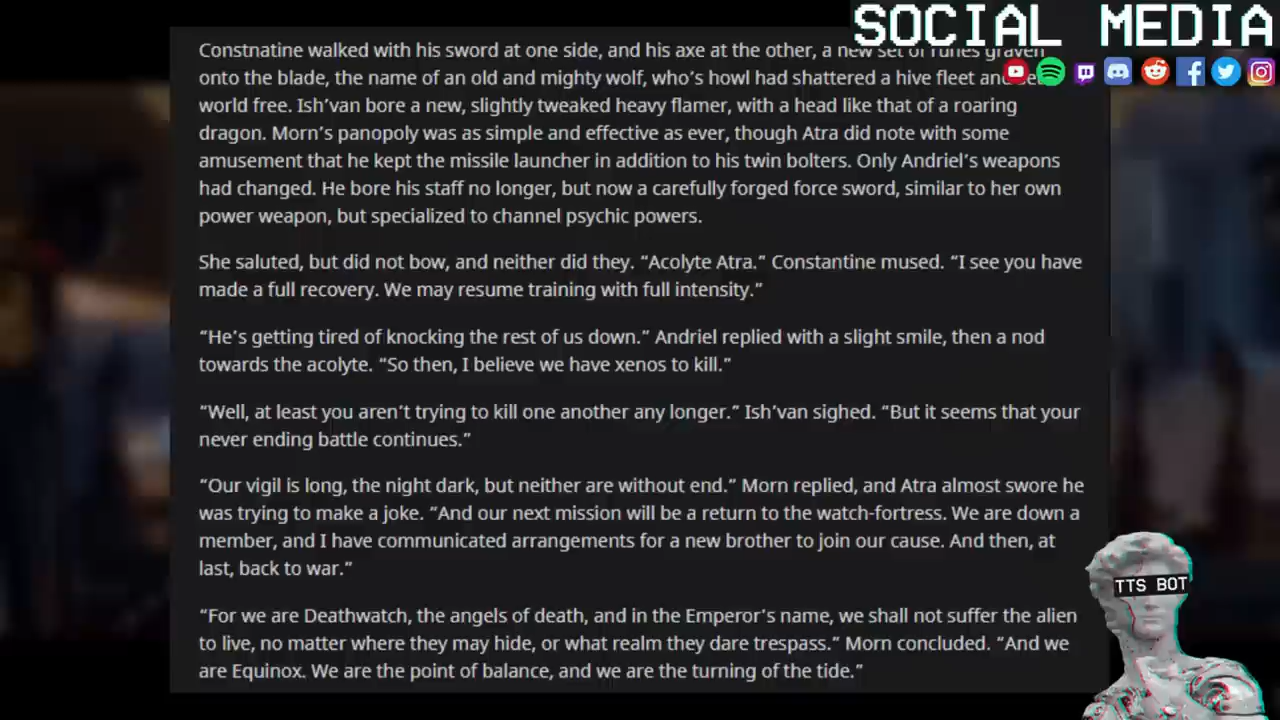 SOCIAL MEDIA
Constnatine walked with his sword at one side, and his axe at the other, a new set of runes graven
onto the blade, the name of an old and mighty wolf, who's howl had shattered a hive fleet and
world free. Ish'van bore a new, slightly tweaked heavy flamer, with a head like that of a roaring
dragon. Morn's panopoly was as simple and effective as ever, though Atra did note with some
amusement that he kept the missile launcher in addition to his twin bolters. Only Andriel's weapons
had changed. He bore his staff no longer, but now a carefully forged force sword, similar to her own
power weapon, but specialized to channel psychic powers.
She saluted, but did not bow, and neither did they. “Acolyte Atra.” Constantine mused. “I see you have
made a full recovery. We may resume training with full intensity.”
“He's getting tired of knocking the rest of us down.” Andriel replied with a slight smile, then a nod
towards the acolyte. “So then, I believe we have xenos to kill.”
“Well, at least you aren't trying to kill one another any longer.” Ish'van sighed. “But it seems that your
never ending battle continues.”
“Our vigil is long, the night dark, but neither are without end.” Morn replied, and Atra almost swore he
was trying to make a joke. “And our next mission will be a return to the watch-fortress. We are down a
member, and I have communicated arrangements for a new brother to join our cause. And then, at
last, back to war.”
“For we are Deathwatch, the angels of death, and in the Emperor's name, we shall not suffer the alien
to live, no matter where they may hide, or what realm they dare trespass.” Morn concluded. “And we
are Equinox. We are the point of balance, and we are the turning of the tide.”
TTS BOT